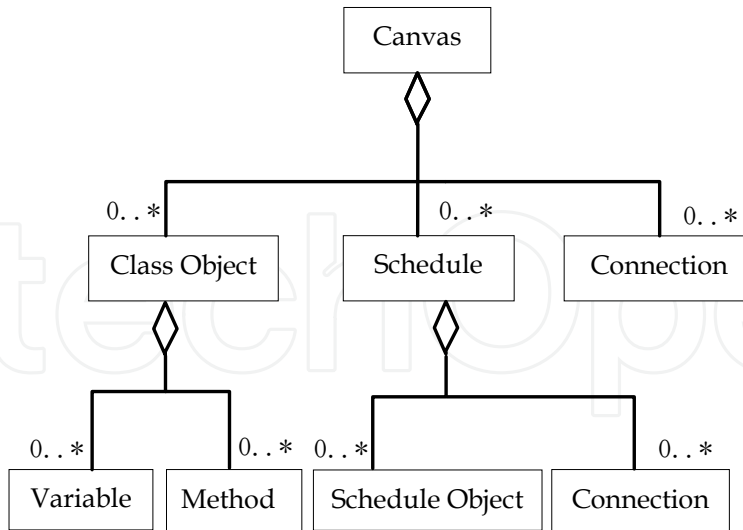 Canvas
0..*
0..*
0..*
Class Object
Schedule
Connection
0..*
0..*
0..*
0..*
Variable
Method
Schedule Object
Connection